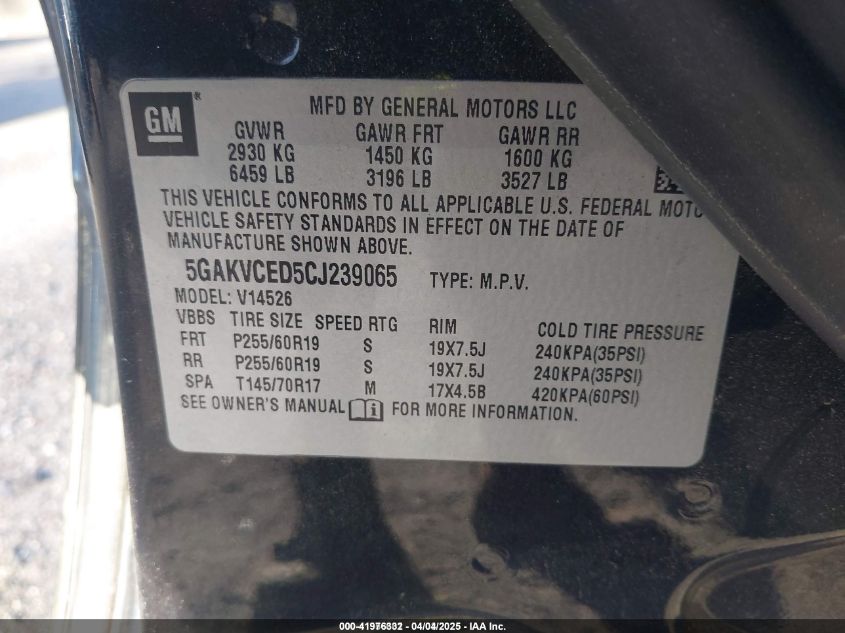 GM ®
MFD BY GENERAL MOTORS LLC
GVWR GAWR FRT GAWR RR
2930 KG 1450 KG 1600 KG
6459 LB 3196 LB 3527 LB
THIS VEHICLE CONFORMS TO ALL APPLICABLE U.S. FEDERAL MOTO
VEHICLE SAFETY STANDARDS IN EFFECT ON THE DATE OF
MANUFACTURE SHOWN ABOVE.
5GAKVCED5CJ239065 TYPE: M.P.V.
MODEL: V14526
VBBS TIRE SIZE SPEED RTG RIM COLD TIRE PRESSURE
FRT P255/60R19 S 19X7.5J 240KPA(35PSI)
RR P255/60R19 S 19X7.5J 240KPA(35PSI)
SPA T145/70R17 M 17X4.5B 420KPA(60PSI)
SEE OWNER'S MANUAL i FOR MORE INFORMATION.
04/04/2025 - IAA Inc.